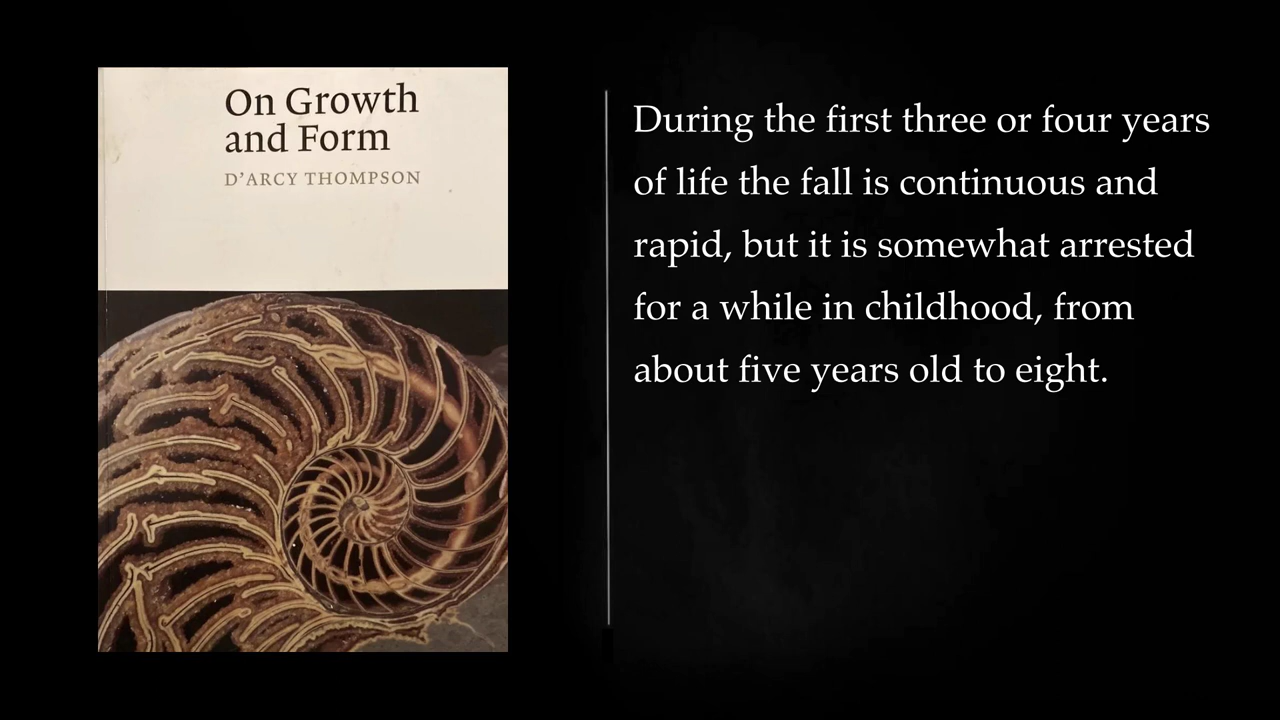 On Growth
and Form
D'ARCY THOMPSON
During the first three or four years
of life the fall is continuous and
rapid, but it is somewhat arrested
for a while in childhood, from
about five years old to eight.